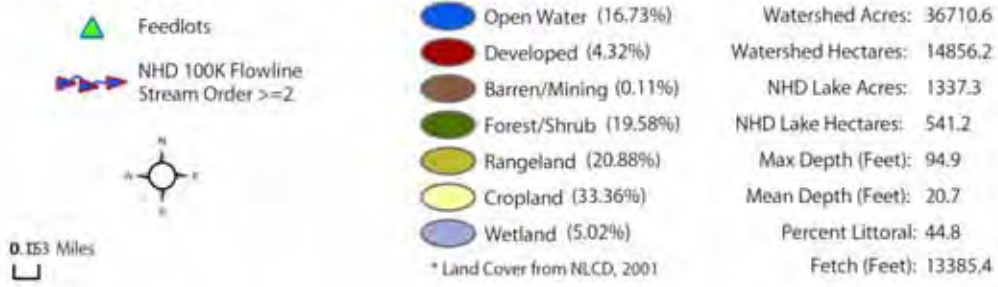 Feedlots
NHD 100K Flowline
Stream Order >=2
N
E
S
Miles
Open Water (16.73%)
Developed (4.32%)
Barren/Mining (0.11%)
Forest/Shrub (19.58%)
Rangeland (20.88%)
Cropland (33.36%)
Wetland (5.02%)
* Land Cover from NLCD, 2001
Watershed Acres: 36710.6
Watershed Hectares: 14856.2
NHD Lake Acres: 1337.3
NHD Lake Hectares: 541.2
Max Depth (Feet): 94.9
Mean Depth (Feet): 20.7
Percent Littoral: 44.8
Fetch (Feet): 13385.4